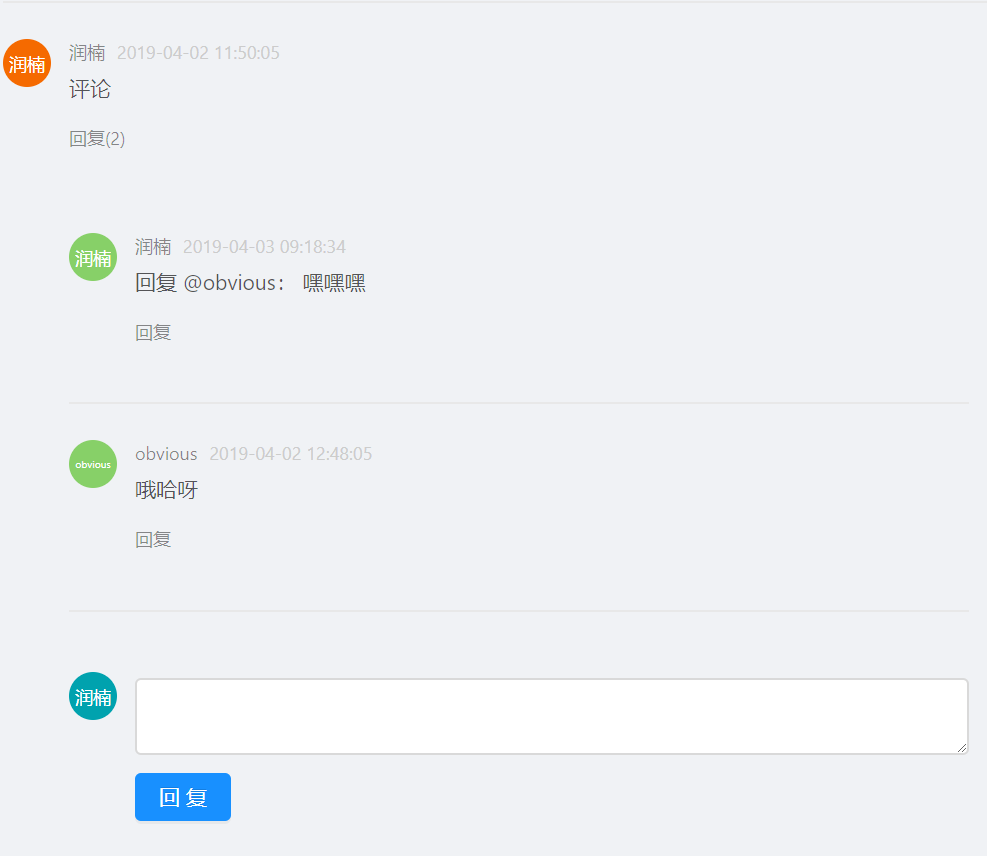 润楠 润楠 2019-04-02 11:50:05
评论
回复(2)
润楠 润楠 2019-04-03 09:18:34
回复 @obvious： 嘿嘿嘿
回复
obvious obvious 2019-04-02 12:48:05
哦哈呀
回复
润楠
回 复